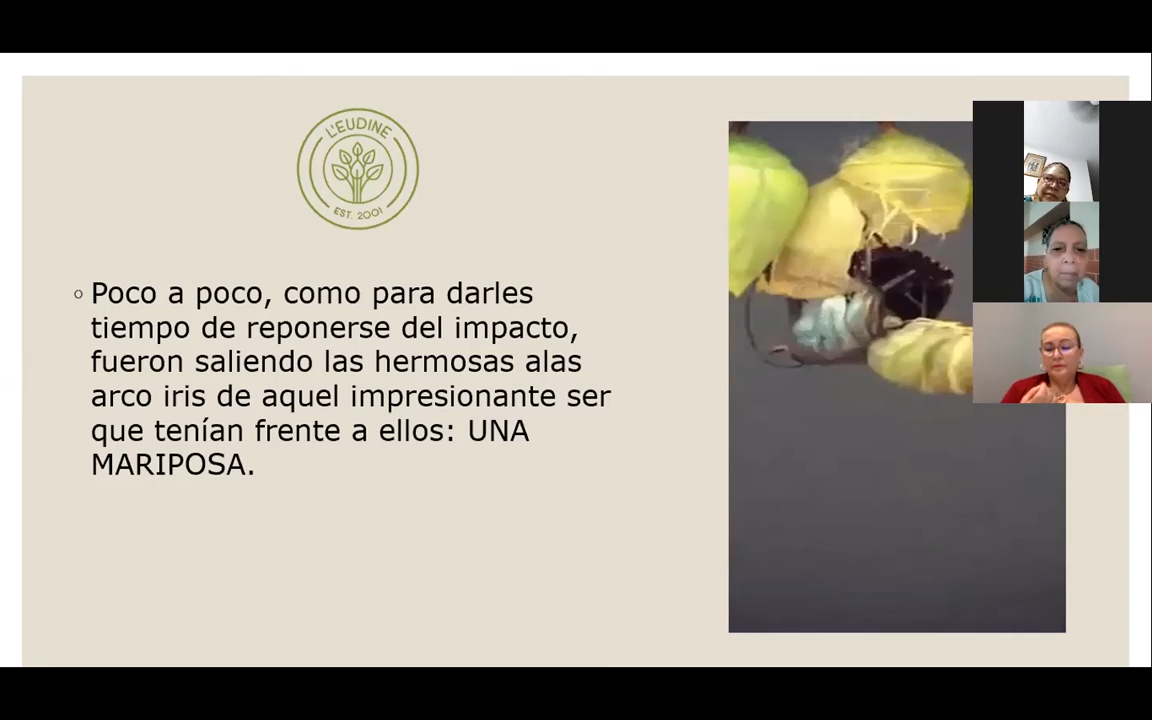 L'EUDINE
EST. 2001
Poco a poco, como para darles
tiempo de reponerse del impacto,
fueron saliendo las hermosas alas
arco iris de aquel impresionante ser
que tenían frente a ellos: UNA
MARIPOSA.